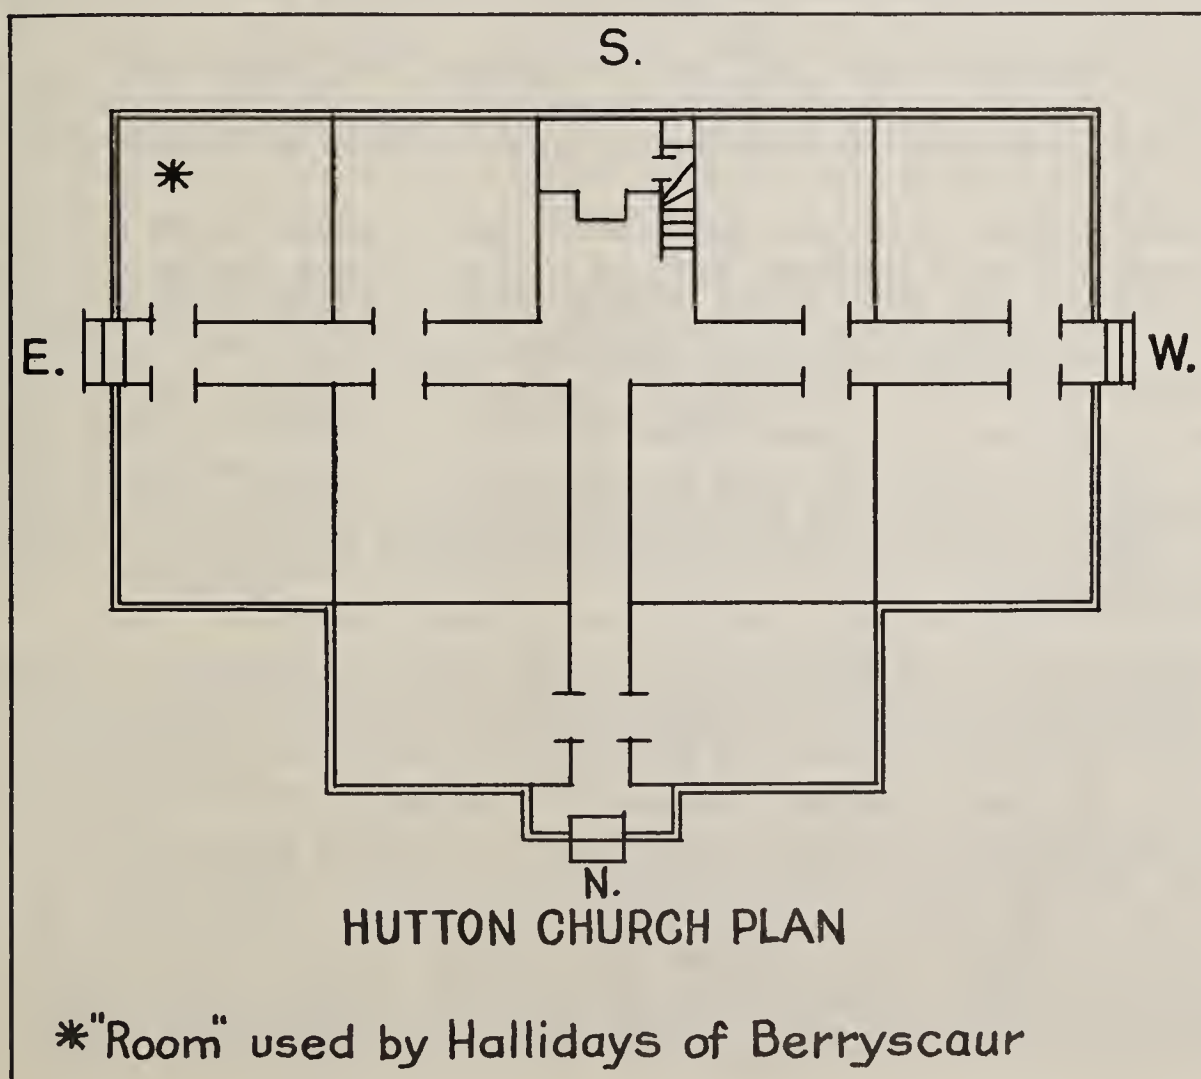 S.
E.
W.
N.
HUTTON CHURCH PLAN
*"Room" used by Hallidays of Berryscaur